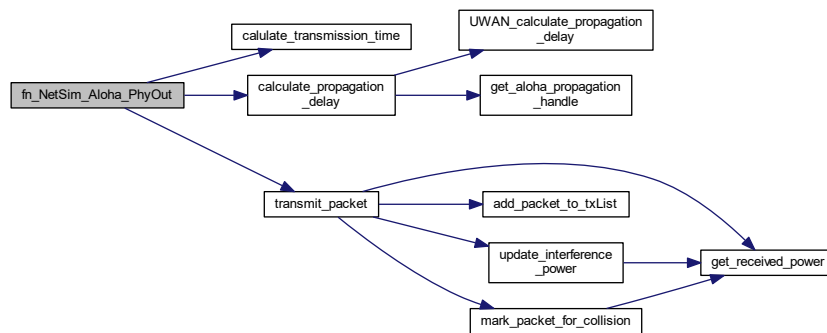 calulate_transmission_time
UWAN_calculate_propagation
_delay
fn_NetSim_Aloha_PhyOut
calculate_propagation
_delay
get_aloha_propagation
_handle
transmit_packet
add_packet_to_txList
update_interference
_power
get_received_power
mark_packet_for_collision